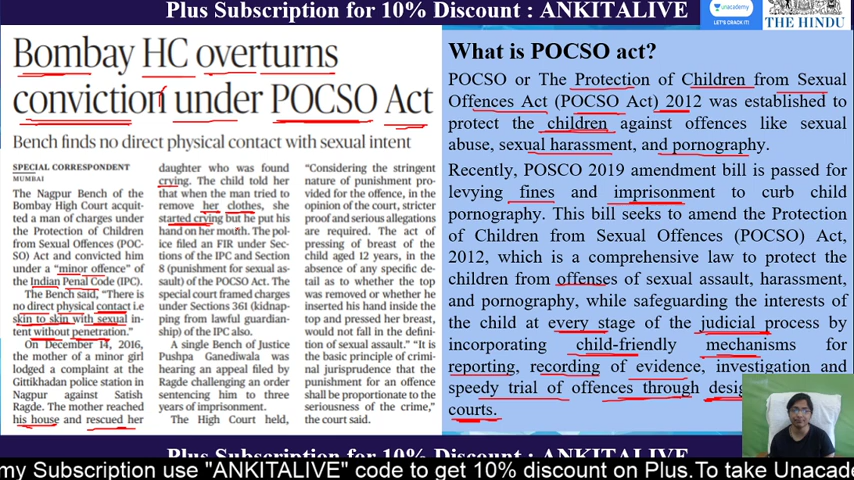 Plus Subscription for 10% Discount : ANKITALIVE
unacademy
LET'S CRACK IT!
THE HINDU
Bombay HC overturns
conviction under POCSO Act
Bench finds no direct physical contact with sexual intent
SPECIAL CORRESPONDENT
MUMBAI
The Nagpur Bench of the
Bombay High Court acquit-
ted a man of charges under
the Protection of Children
from Sexual Offences (POC-
SO) Act and convicted him
under a "minor offence" of
the Indian Penal Code (IPC).
The Bench said, "There is
no direct physical contact i.e
skin to skin with sexual in-
tent without penetration."
On December 14, 2016,
the mother of a minor girl
lodged a complaint at the
Gittikhadan police station in
Nagpur against Satish
Ragde. The mother reached
his house and rescued her
daughter who was found
crying. The child told her
that when the man tried to
remove her clothes, she
started crying but he put his
hand on her mouth. The pol-
ice filed an FIR under Sec-
tions of the IPC and Section
8 (punishment for sexual as-
sault) of the POCSO Act. The
special court framed charges
under Sections 361 (kidnap-
ping from lawful guardian-
ship) of the IPC also.
A single Bench of Justice
Pushpa Ganediwala was
hearing an appeal filed by
Ragde challenging an order
sentencing him to three
years of imprisonment.
The High Court held,
"Considering the stringent
nature of punishment pro-
vided for the offence, in the
opinion of the court, stricter
proof and serious allegations
are required. The act of
pressing of breast of the
child aged 12 years, in the
absence of any specific de-
tail as to whether the top
was removed or whether he
inserted his hand inside the
top and pressed her breast,
would not fall in the defini-
tion of sexual assault." "It is
the basic principle of crimi-
nal jurisprudence that the
punishment for an offence
shall be proportionate to the
seriousness of the crime,"
the court said.
What is POCSO act?
POCSO or The Protection of Children from Sexual
Offences Act (POCSO Act) 2012 was established to
protect the children against offences like sexual
abuse, sexual harassment, and pornography.
Recently, POSCO 2019 amendment bill is passed for
levying fines and imprisonment to curb child
pornography. This bill seeks to amend the Protection
of Children from Sexual Offences (POCSO) Act,
2012, which is a comprehensive law to protect the
children from offenses of sexual assault, harassment,
and pornography, while safeguarding the interests of
the child at every stage of the judicial process by
incorporating child-friendly mechanisms for
reporting, recording of evidence, investigation and
speedy trial of offences through
courts.
Plus Subscription for 10% Discount : ANKITALIVE
my Subscription use "ANKITALIVE" code to get 10% discount on Plus.To take Unacade